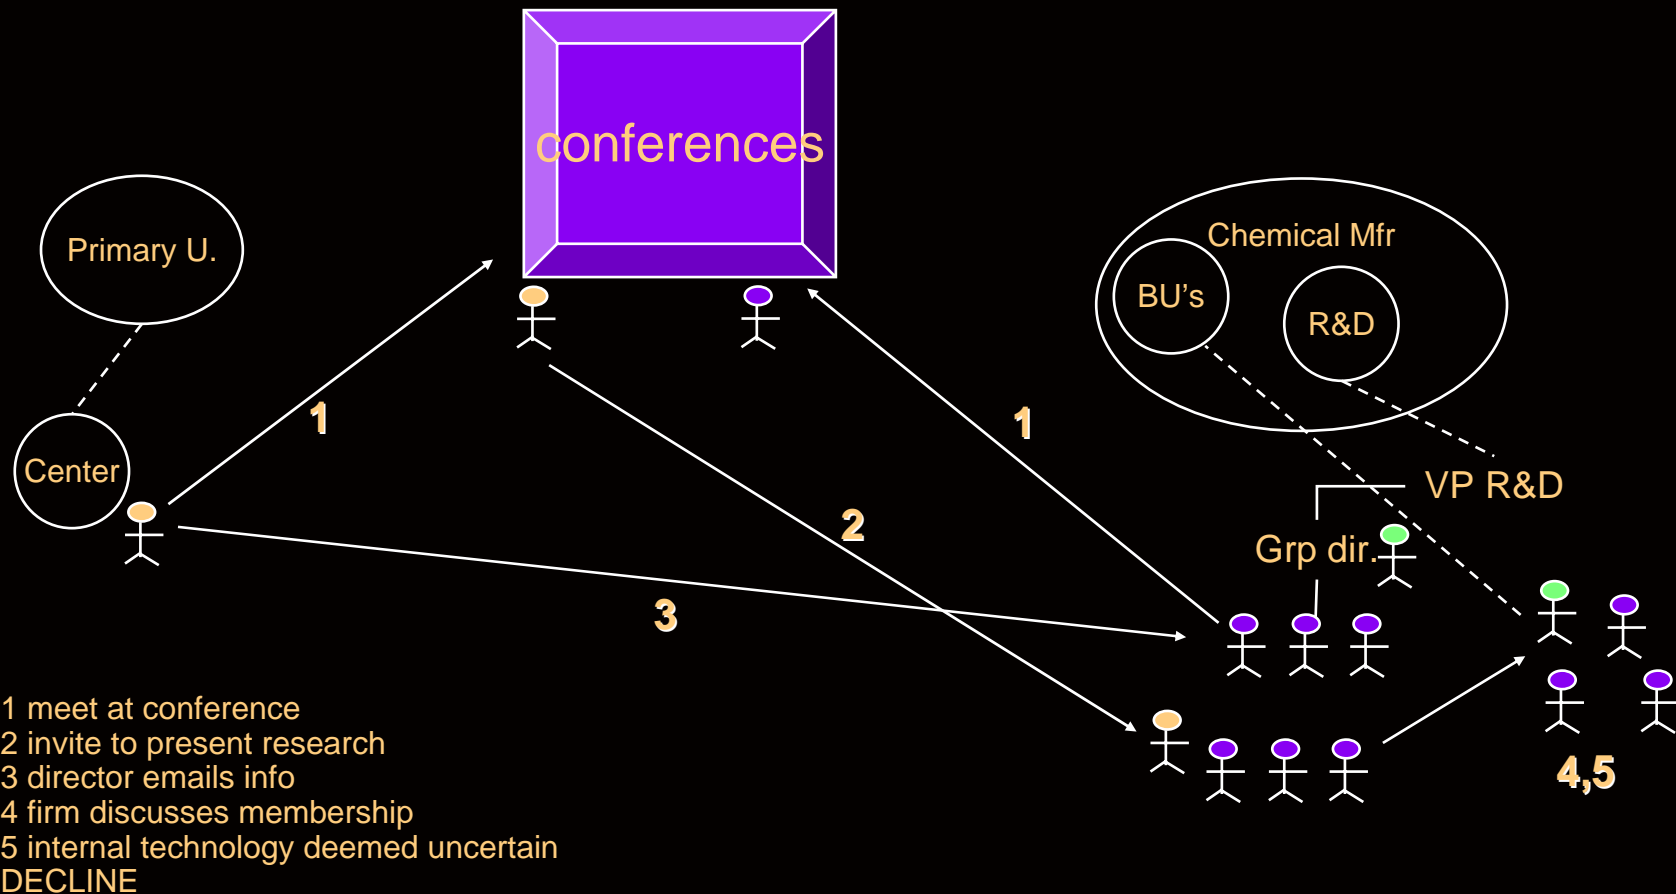 conferences
Primary U.
Chemical Mfr
BU’s
R&D
Center
1
1
VP R&D
2
Grp dir.
3
4,5
1 meet at conference
2 invite to present research
3 director emails info
4 firm discusses membership
5 internal technology deemed uncertain
DECLINE